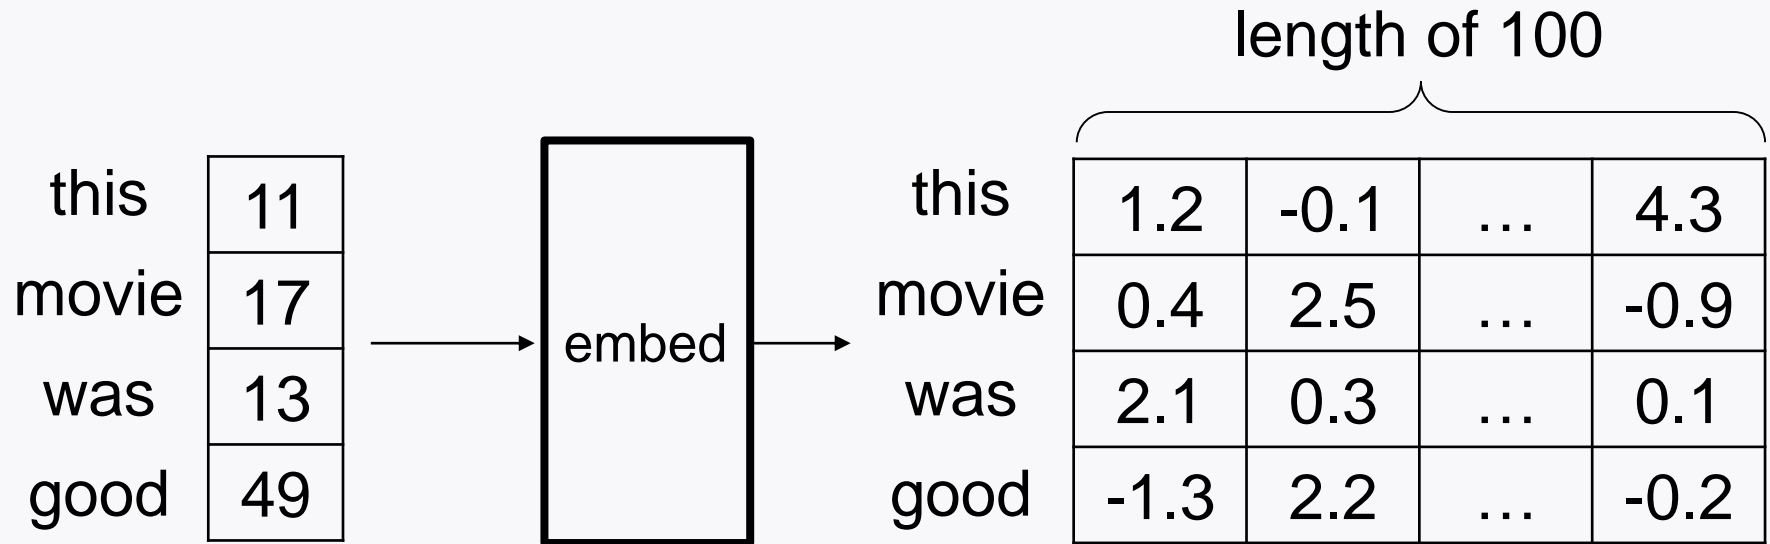 length of 100
this 11 this 1.2 -0.1 … 4.3
movie 17 movie 0.4 2.5 … -0.9
embed
was 13 was 2.1 0.3 … 0.1
good 49 good -1.3 2.2 … -0.2